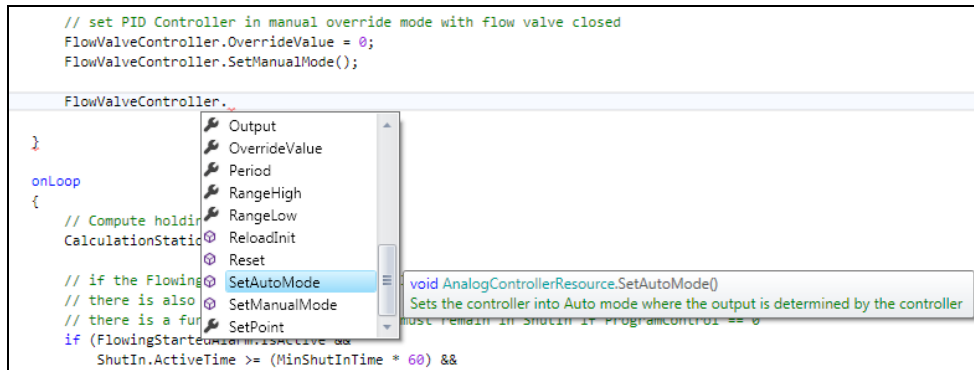 // set PID Controller in manual override mode with flow valve closed
FlowValveController.OverrideValue = 0;
FlowValveController.SetManualMode();
FlowValveController.
Output
OverrideValue
}
Period
onLoop
RangeHigh
{
RangeLow
// Compute holdin
ReloadInit
CalculationStatio
Reset
// if the Flowing
SetAutoMode
void AnalogControllerResource.SetAutoMode()
// there is also
SetManualMode
Sets the controller into Auto mode where the output is determined by the controller
// there is a fur
SetPoint
must remain in ShutIn if ProgramControl == 0
if (FlowingStartedAlarm.IsActive &&
ShutIn.ActiveTime >= (MinShutInTime * 60) &&